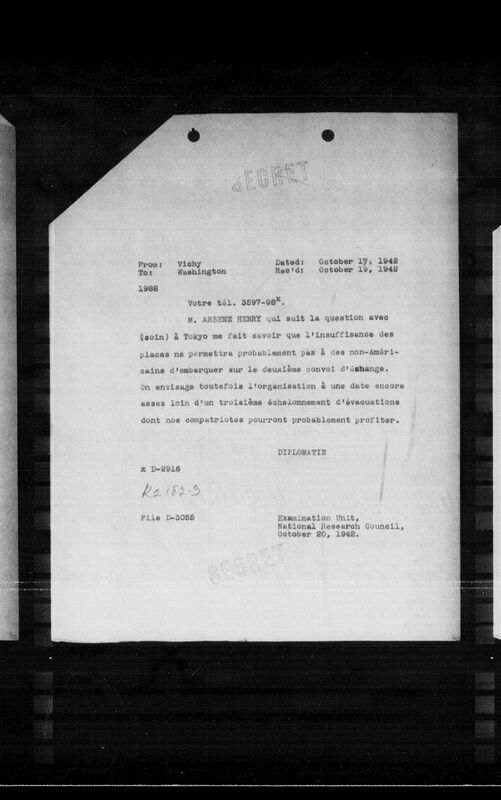 SECRET
From: Vichy Dated: October 17, 1942
To: Washington Rec'd: October 19, 1942
1988
Votre tél. 3597-98x.
M. ARSENE HENRY qui suit la question avec
(soin) à Tokyo me fait savoir que l'insuffisance des
places ne permettra probablement pas à des non-Améri-
cains d'embarquer sur le deuxième convoi d'échange.
On envisage toutefois l'organisation à une date encore
assez loin d'un troisième échelonnement d'évacuations
dont nos compatriotes pourront probablement profiter.
DIPLOMATIE
x D-2916
R2182-3
File D-3055 Examination Unit,
National Research Council,
October 20, 1942.
SECRET